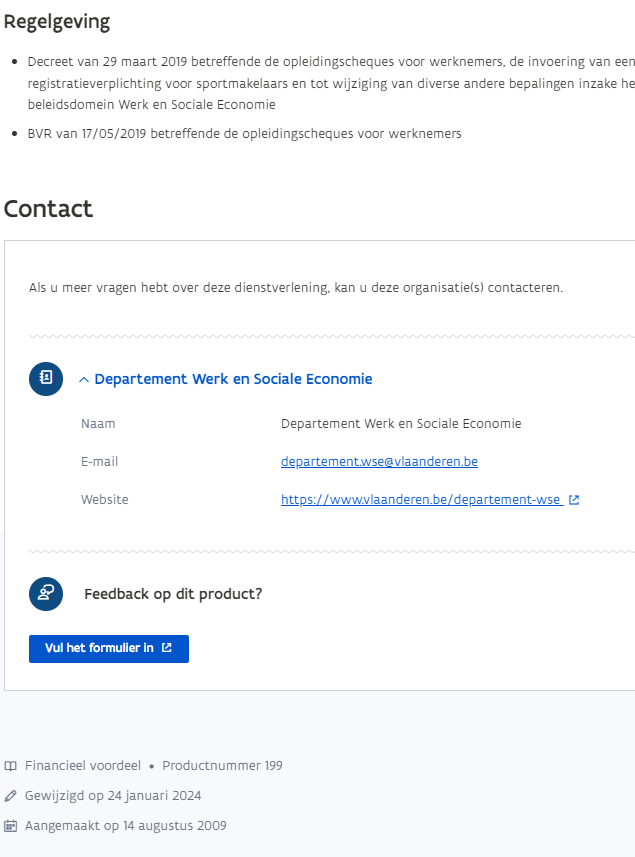 Regelgeving
Decreet van 29 maart 2019 betreffende de opleidingscheques voor werknemers, de invoering van een
registratieverplichting voor sportmakelaars en tot wijziging van diverse andere bepalingen inzake he
beleidsdomein Werk en Sociale Economie
BVR van 17/05/2019 betreffende de opleidingscheques voor werknemers
Contact
Als u meer vragen hebt over deze dienstverlening, kan u deze organisatie(s) contacteren.
Departement Werk en Sociale Economie
Naam Departement Werk en Sociale Economie
E-mail departement.wse@vlaanderen.be
Website https://www.vlaanderen.be/departement-wse
Feedback op dit product?
Vul het formulier in
Financieel voordeel • Productnummer 199
Gewijzigd op 24 januari 2024
Aangemaakt op 14 augustus 2009